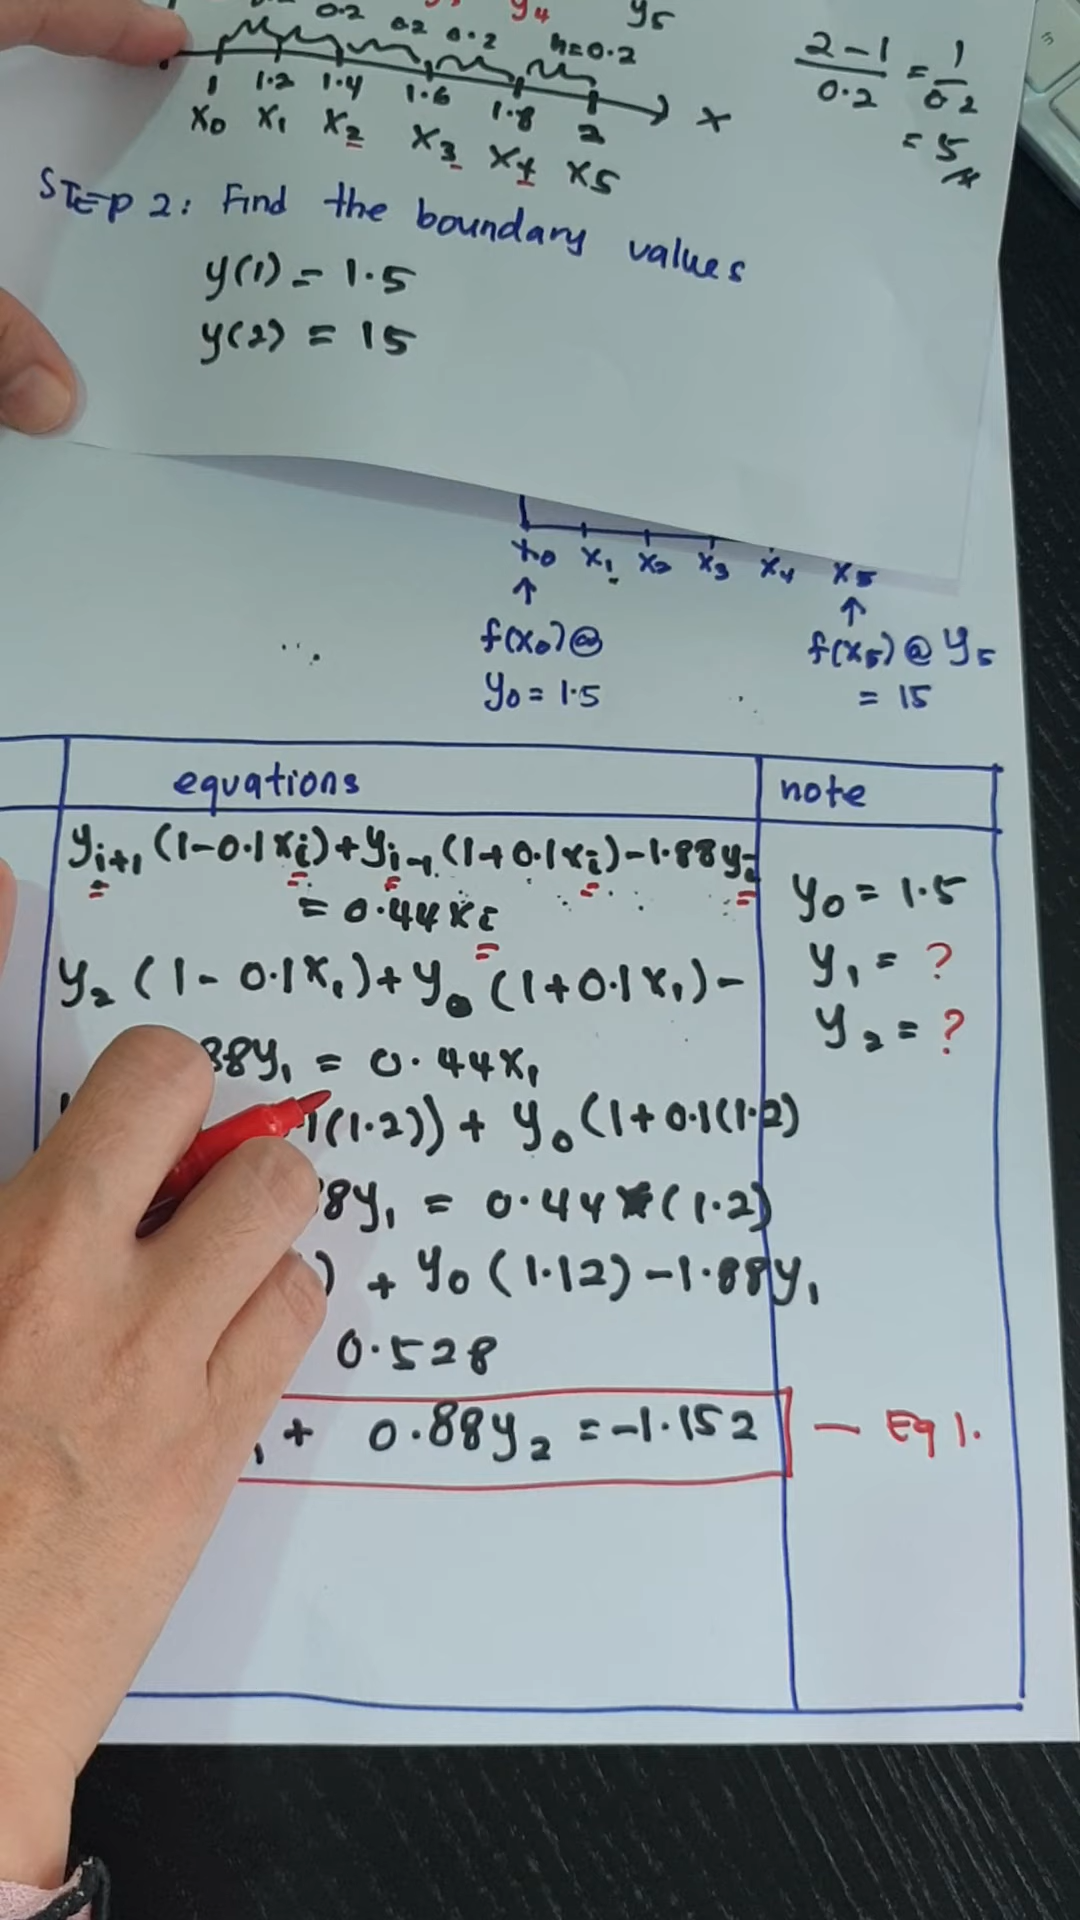 0.2 y4 y5
0.2 0.2 h=0.2
1 1.2 1.4 1.6 1.8 2 x
x0 x1 x2 x3 x4 x5
2-1/0.2 = 1/0.2
= 5
STEP 2: Find the boundary values
y(1) = 1.5
y(2) = 15
x0 x1 x2 x3 x4 x5
↑ ↑
f(x0)@ f(x5)@ y5
y0 = 1.5 = 15
equations note
yi+1 (1-0.1xi)+yi-1 (1+0.1xi)-1.88yi
= 0.44xi
y0 = 1.5
y2 (1-0.1x1)+y0 (1+0.1x1)-
y1 = ?
y2 = ?
88y1 = 0.44x1
1(1.2)) + y0 (1+0.1(1.2)
8y1 = 0.44 (1.2)
) + y0 (1.12) -1.88y1
0.528
1 + 0.88y2 = -1.152 — Eq 1.